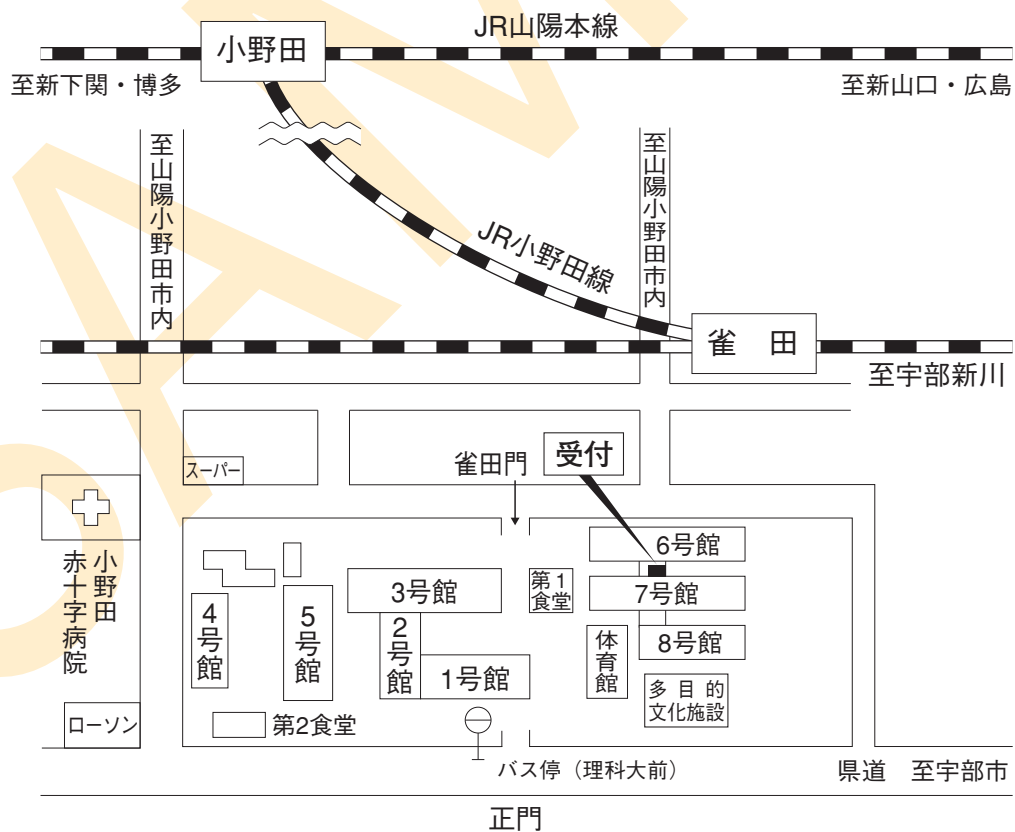 JR山陽本線
小野田
至新下関・博多
至新山口・広島
至山陽小野田市内
至山陽小野田市内
JR小野田線
雀 田
至宇部新川
スーパー
雀田門
受付
小野田
赤十字病院
6号館
第1
食堂
7号館
3号館
4号館
5号館
2号館
体育館
8号館
1号館
多目的
文化施設
ローソン
第2食堂
バス停（理科大前）
県道 至宇部市
正門